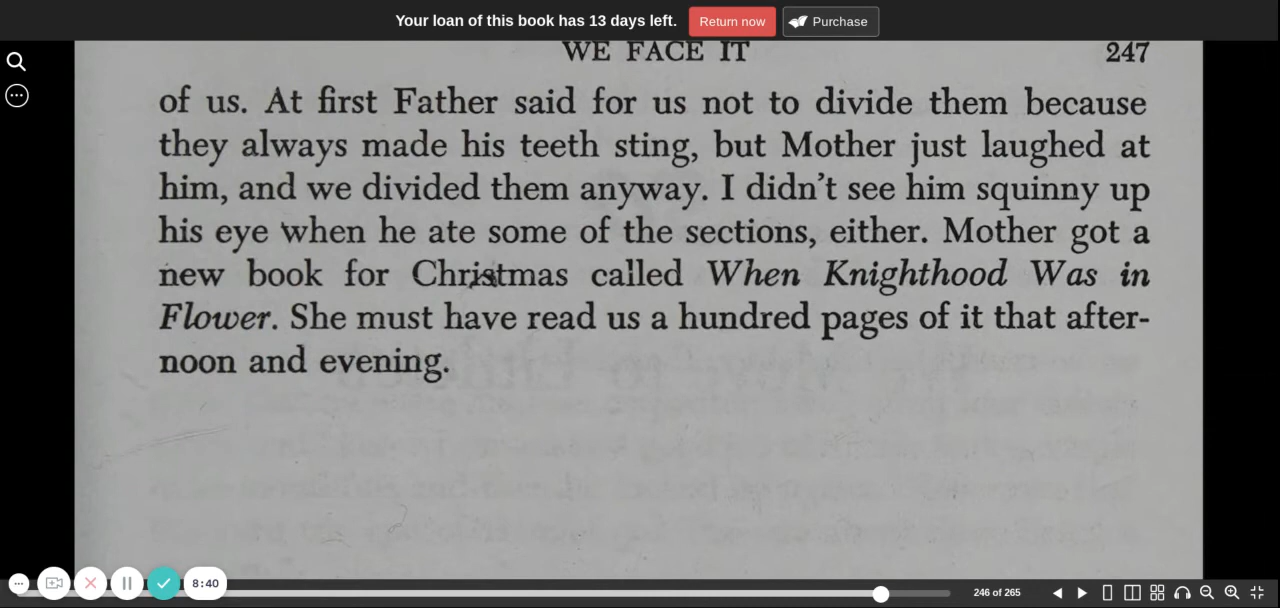 Your loan of this book has 13 days left. Return now Purchase
WE FACE IT 247
of us. At first Father said for us not to divide them because
they always made his teeth sting, but Mother just laughed at
him, and we divided them anyway. I didn't see him squinny up
his eye when he ate some of the sections, either. Mother got a
new book for Christmas called When Knighthood Was in
Flower. She must have read us a hundred pages of it that after-
noon and evening.
8:40
246 of 265